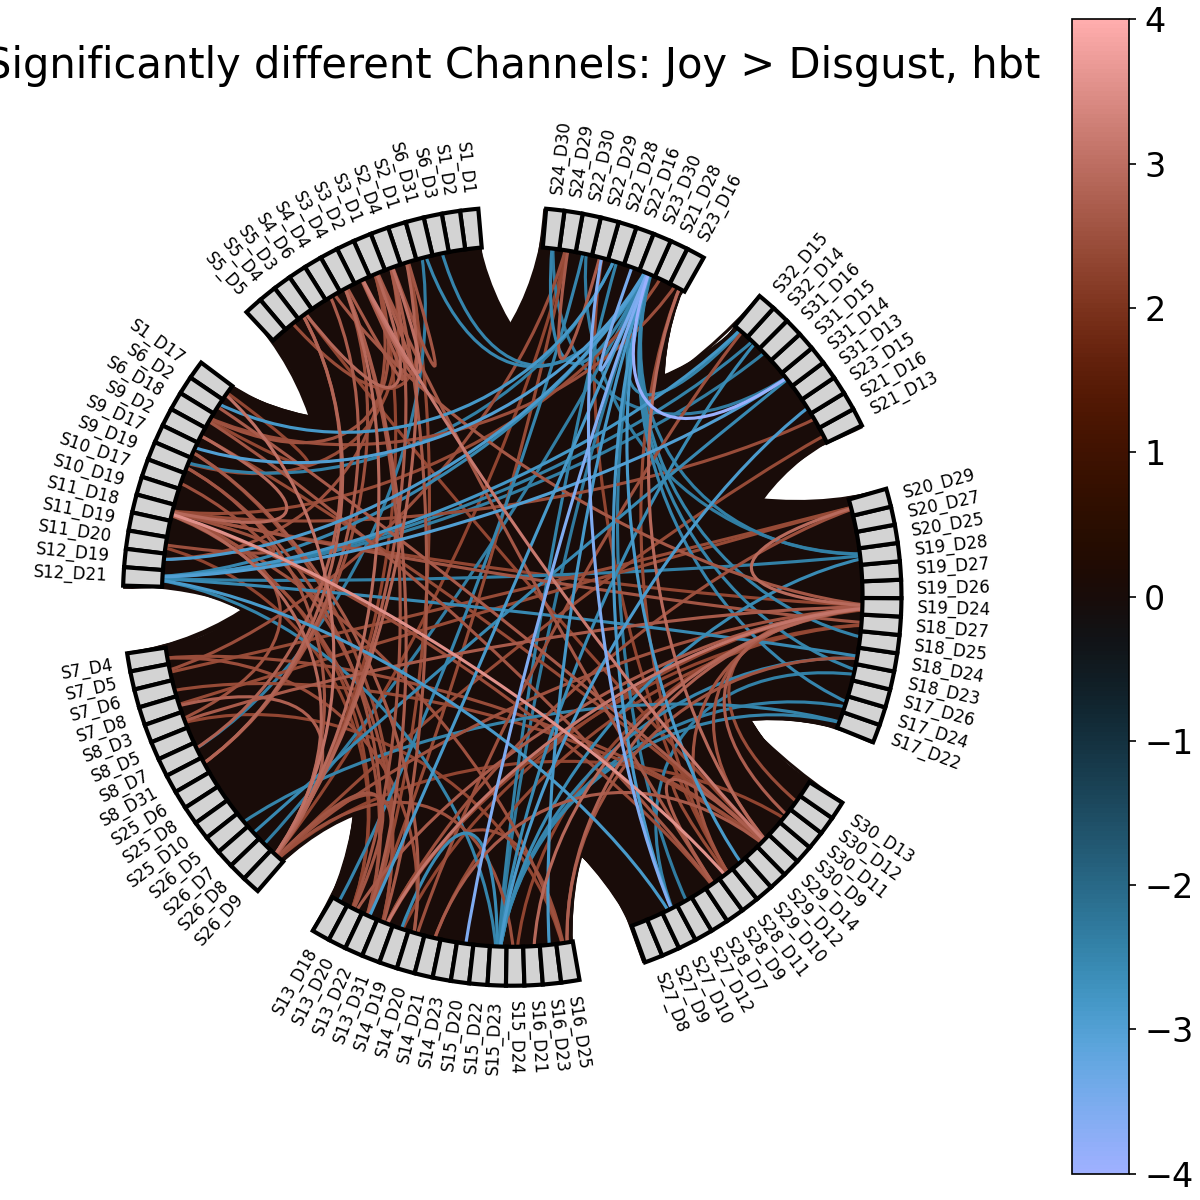 Significantly different Channels: Joy > Disgust, hbt
S1_D1
S1_D2
S6_D3
S6_D31
S2_D1
S2_D4
S3_D1
S3_D2
S3_D4
S4_D4
S4_D6
S5_D3
S5_D4
S5_D5
S1_D17
S6_D2
S6_D18
S9_D2
S9_D17
S9_D19
S10_D17
S10_D19
S11_D18
S11_D19
S11_D20
S12_D19
S12_D21
S7_D4
S7_D5
S7_D6
S7_D8
S8_D3
S8_D5
S8_D7
S8_D31
S25_D6
S25_D8
S25_D10
S26_D5
S26_D7
S26_D8
S26_D9
S13_D18
S13_D20
S13_D22
S13_D31
S14_D19
S14_D20
S14_D21
S14_D23
S15_D20
S15_D22
S15_D23
S15_D24
S16_D21
S16_D23
S16_D25
S27_D8
S27_D9
S27_D10
S27_D12
S28_D7
S28_D9
S28_D11
S29_D10
S29_D12
S29_D14
S30_D9
S30_D11
S30_D12
S30_D13
S17_D22
S17_D24
S17_D26
S18_D23
S18_D24
S18_D25
S18_D27
S19_D24
S19_D26
S19_D27
S19_D28
S20_D25
S20_D27
S20_D29
S21_D13
S21_D16
S23_D15
S31_D13
S31_D14
S31_D15
S31_D16
S32_D14
S32_D15
S23_D16
S21_D28
S23_D30
S22_D16
S22_D28
S22_D29
S22_D30
S24_D29
S24_D30
4
3
2
1
0
−1
−2
−3
−4